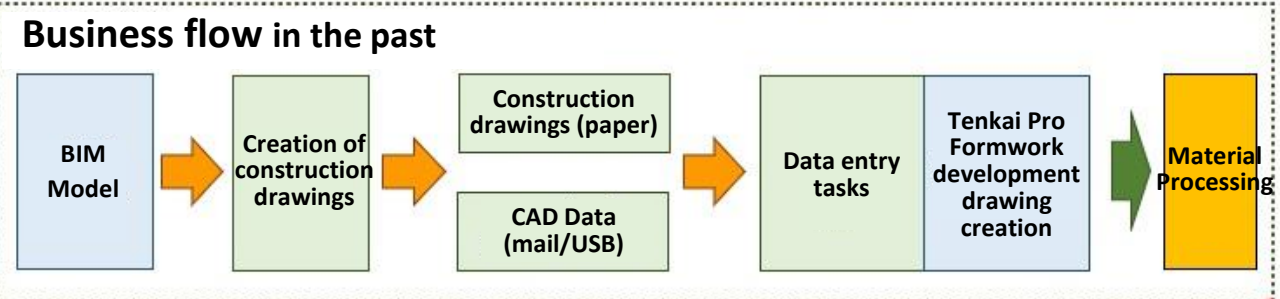 Business flow in the past
BIM
Model
Creation of
construction
drawings
Construction
drawings (paper)
CAD Data
(mail/USB)
Data entry
tasks
Tenkai Pro
Formwork
development
drawing
creation
Material
Processing